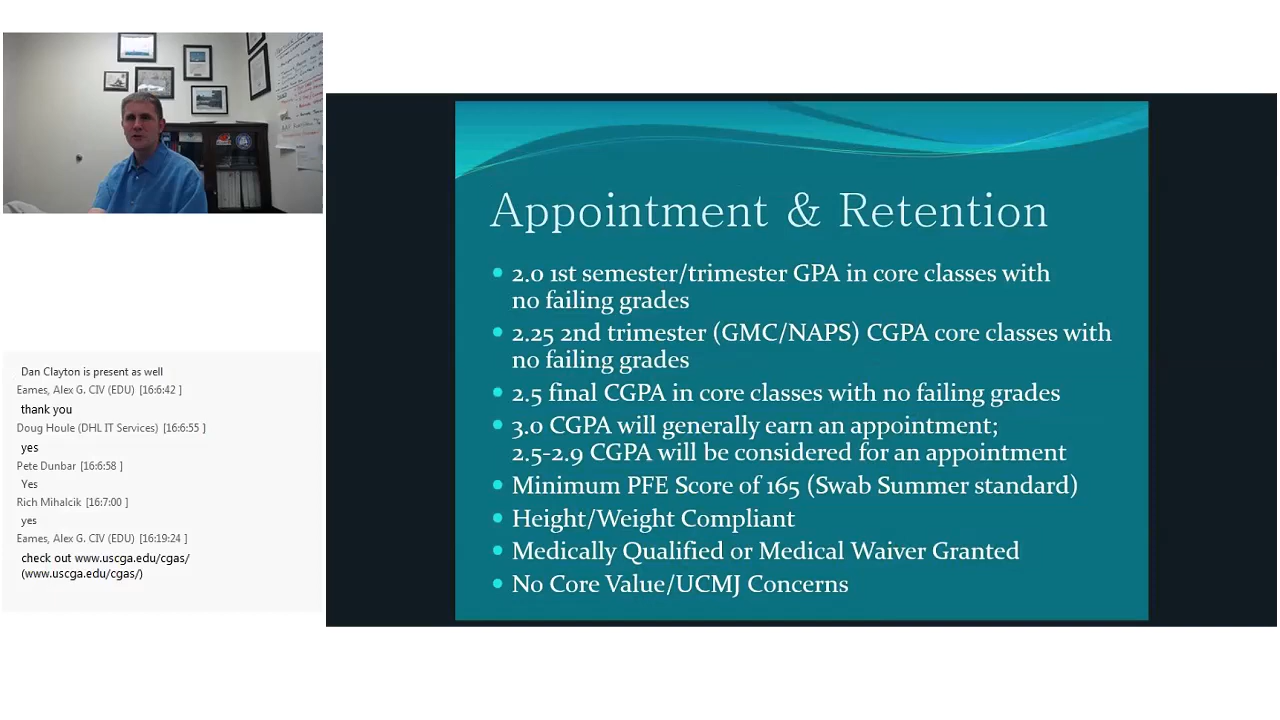 Dan Clayton is present as well
Eames, Alex G. CIV (EDU) [16:6:42 ]
thank you
Doug Houle (DHL IT Services) [16:6:55 ]
yes
Pete Dunbar [16:6:58 ]
Yes
Rich Mihalcik [16:7:00 ]
yes
Eames, Alex G. CIV (EDU) [16:19:24 ]
check out www.uscga.edu/cgas/
(www.uscga.edu/cgas/)
Appointment & Retention
• 2.0 1st semester/trimester GPA in core classes with
no failing grades
• 2.25 2nd trimester (GMC/NAPS) CGPA core classes with
no failing grades
• 2.5 final CGPA in core classes with no failing grades
• 3.0 CGPA will generally earn an appointment;
2.5-2.9 CGPA will be considered for an appointment
• Minimum PFE Score of 165 (Swab Summer standard)
• Height/Weight Compliant
• Medically Qualified or Medical Waiver Granted
• No Core Value/UCMJ Concerns